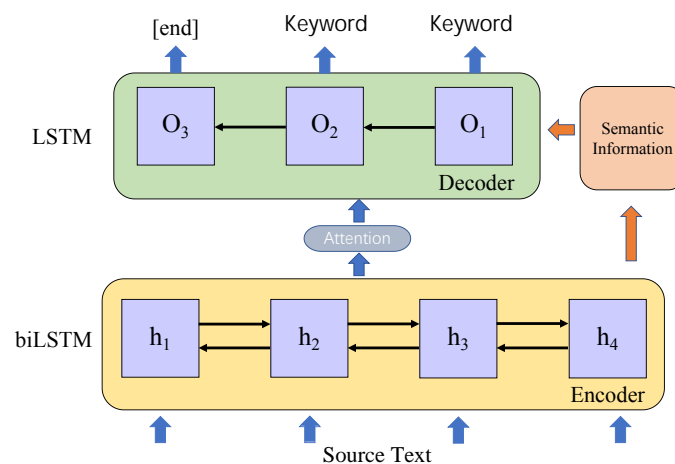 [end]
Keyword
Keyword
LSTM
O3
O2
O1
Decoder
Semantic
Information
Attention
biLSTM
h1
h2
h3
h4
Encoder
Source Text